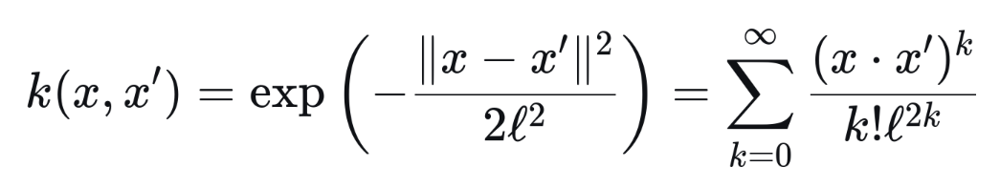 k(x, x′) = exp(−‖x − x′‖² / 2ℓ²) = ∑_{k=0}^{∞} (x · x′)^k / k!ℓ^{2k}